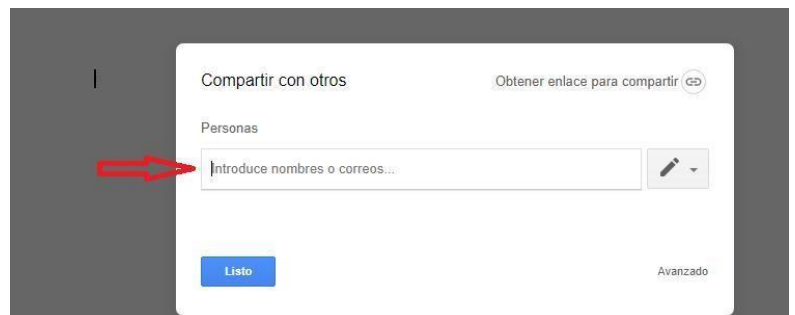 Compartir con otros
Obtener enlace para compartir
Personas
Introduce nombres o correos...
Listo
Avanzado